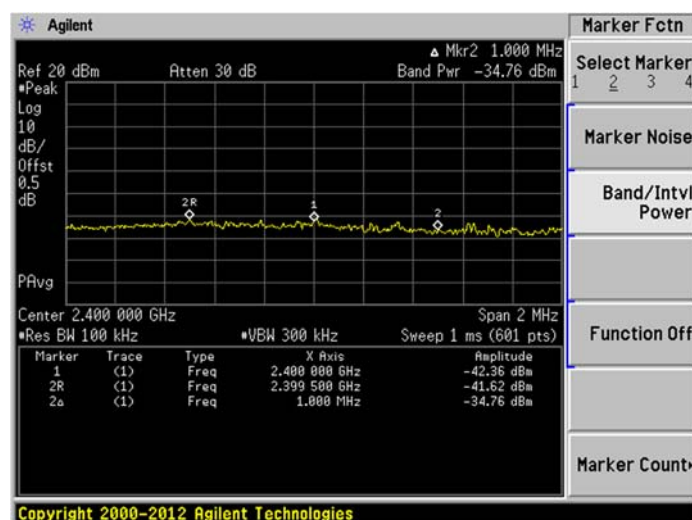 Agilent
Marker Fctn
Δ Mkr2 1.000 MHz
Ref 20 dBm Atten 30 dB Band Pwr -34.76 dBm
#Peak
Log
10
dB/
Offst
0.5
dB
2R
1
2
PAvg
Center 2.400 000 GHz Span 2 MHz
#Res BW 100 kHz #VBW 300 kHz Sweep 1 ms (601 pts)
Marker Trace Type X Axis Amplitude
1 (1) Freq 2.400 000 GHz -42.36 dBm
2R (1) Freq 2.399 500 GHz -41.62 dBm
2Δ (1) Freq 1.000 MHz -34.76 dBm
Copyright 2000-2012 Agilent Technologies
Select Marker
1 2 3 4
Marker Noise
Band/Intvl
Power
Function Off
Marker Count